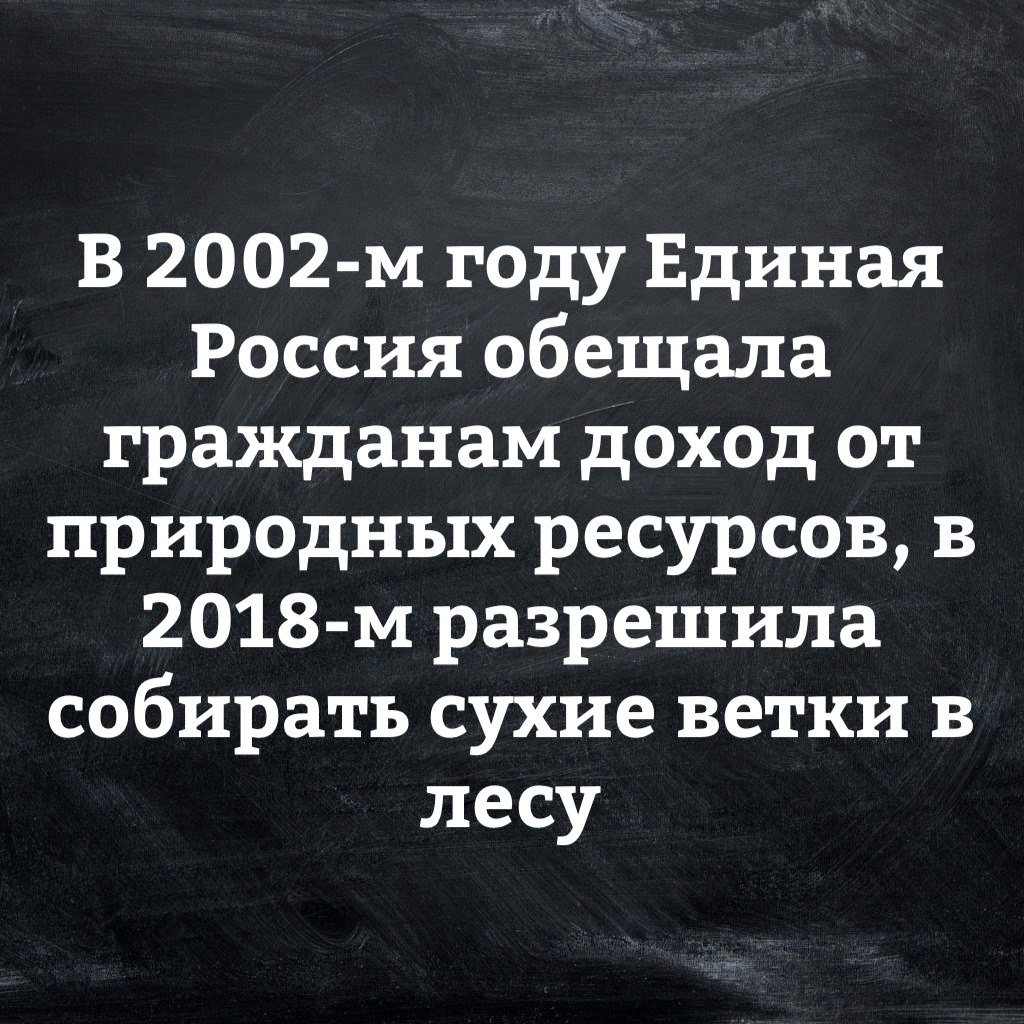 В 2002-м году Единая
Россия обещала
гражданам доход от
природных ресурсов, в
2018-м разрешила
собирать сухие ветки в
лесу